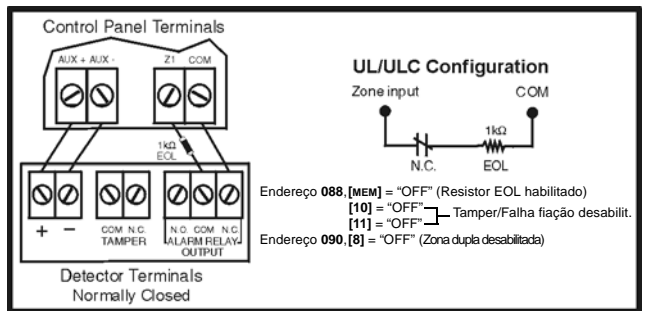 Control Panel Terminals
AUX + AUX -
Z1 COM
1kΩ
EOL
+ -
COM N.C.
TAMPER
N.O. COM N.C.
ALARM RELAY
OUTPUT
Detector Terminals
Normally Closed
UL/ULC Configuration
Zone input
COM
1kΩ
N.C.
EOL
Endereço 088,[MEM] = “OFF” (Resistor EOL habilitado)
[10] = “OFF”
[11] = “OFF”
Tamper/Falha fiação desabilit.
Endereço 090,[8] = “OFF” (Zona dupla desabilitada)